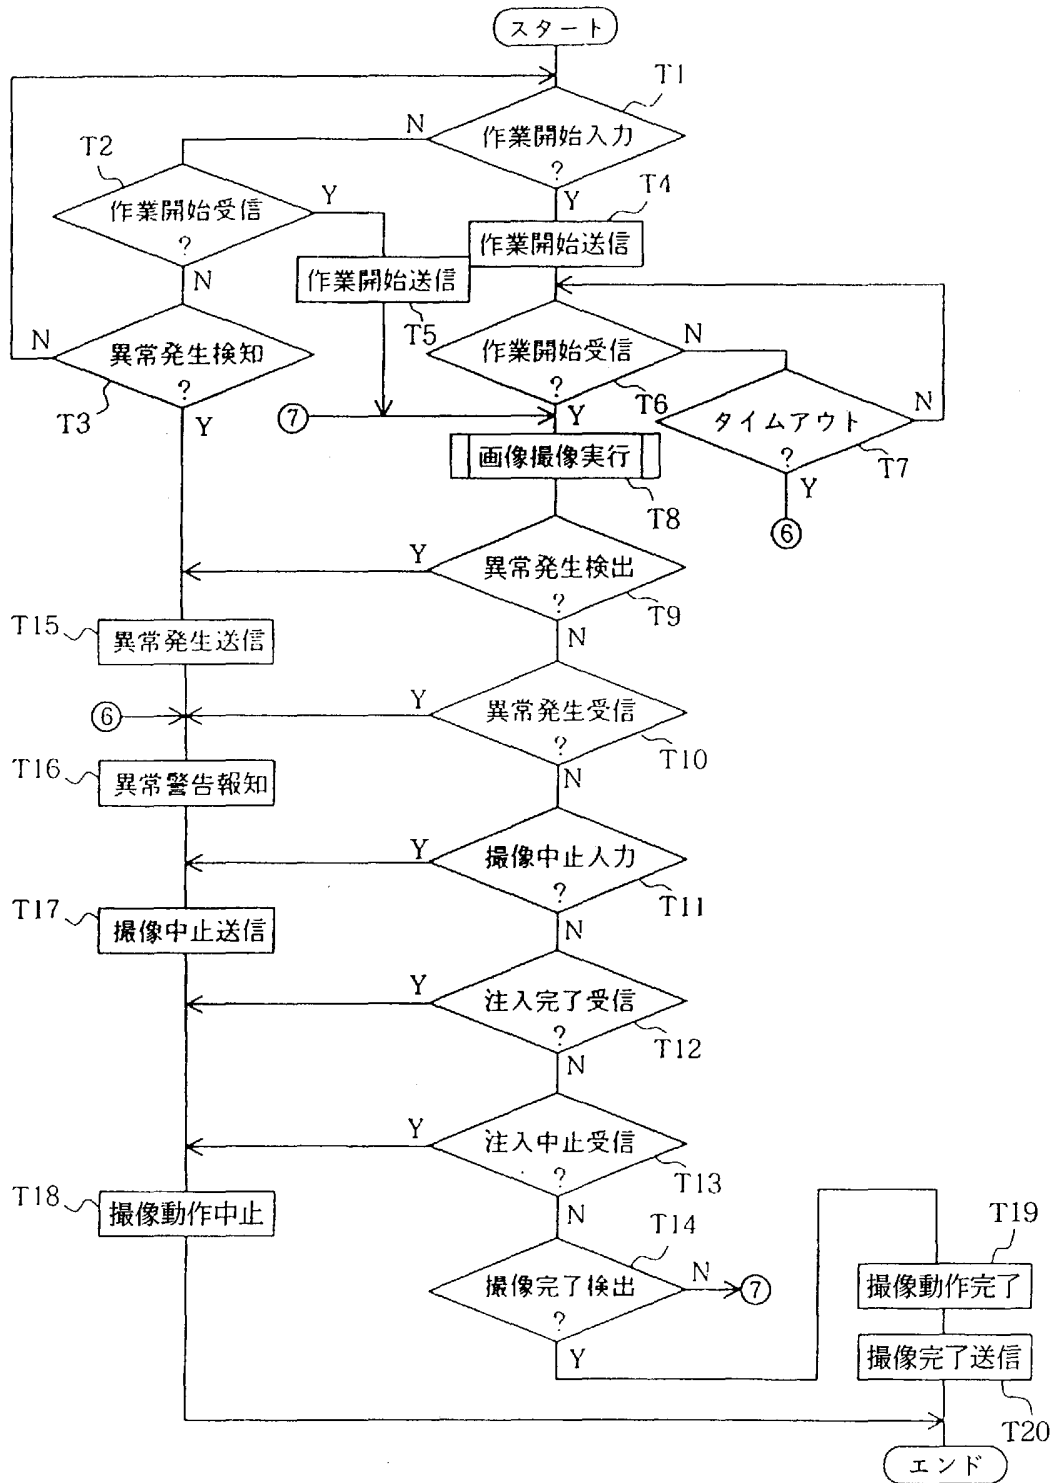 スタート
T1
N
作業開始入力
?
T2
Y
T4
作業開始受信
?
Y
作業開始送信
N
作業開始送信
T5
N
異常発生検知
?
T3
Y
作業開始受信
?
N
T6
Y
タイムアウト
?
N
T7
Y
⑥
⑦
画像撮像実行
T8
Y
異常発生検出
?
T9
N
T15
異常発生送信
⑥
Y
異常発生受信
?
T10
N
T16
異常警告報知
Y
撮像中止入力
?
T11
N
T17
撮像中止送信
Y
注入完了受信
?
T12
N
Y
注入中止受信
?
T13
N
T18
撮像動作中止
T14
撮像完了検出
?
N
⑦
Y
T19
撮像動作完了
撮像完了送信
T20
エンド